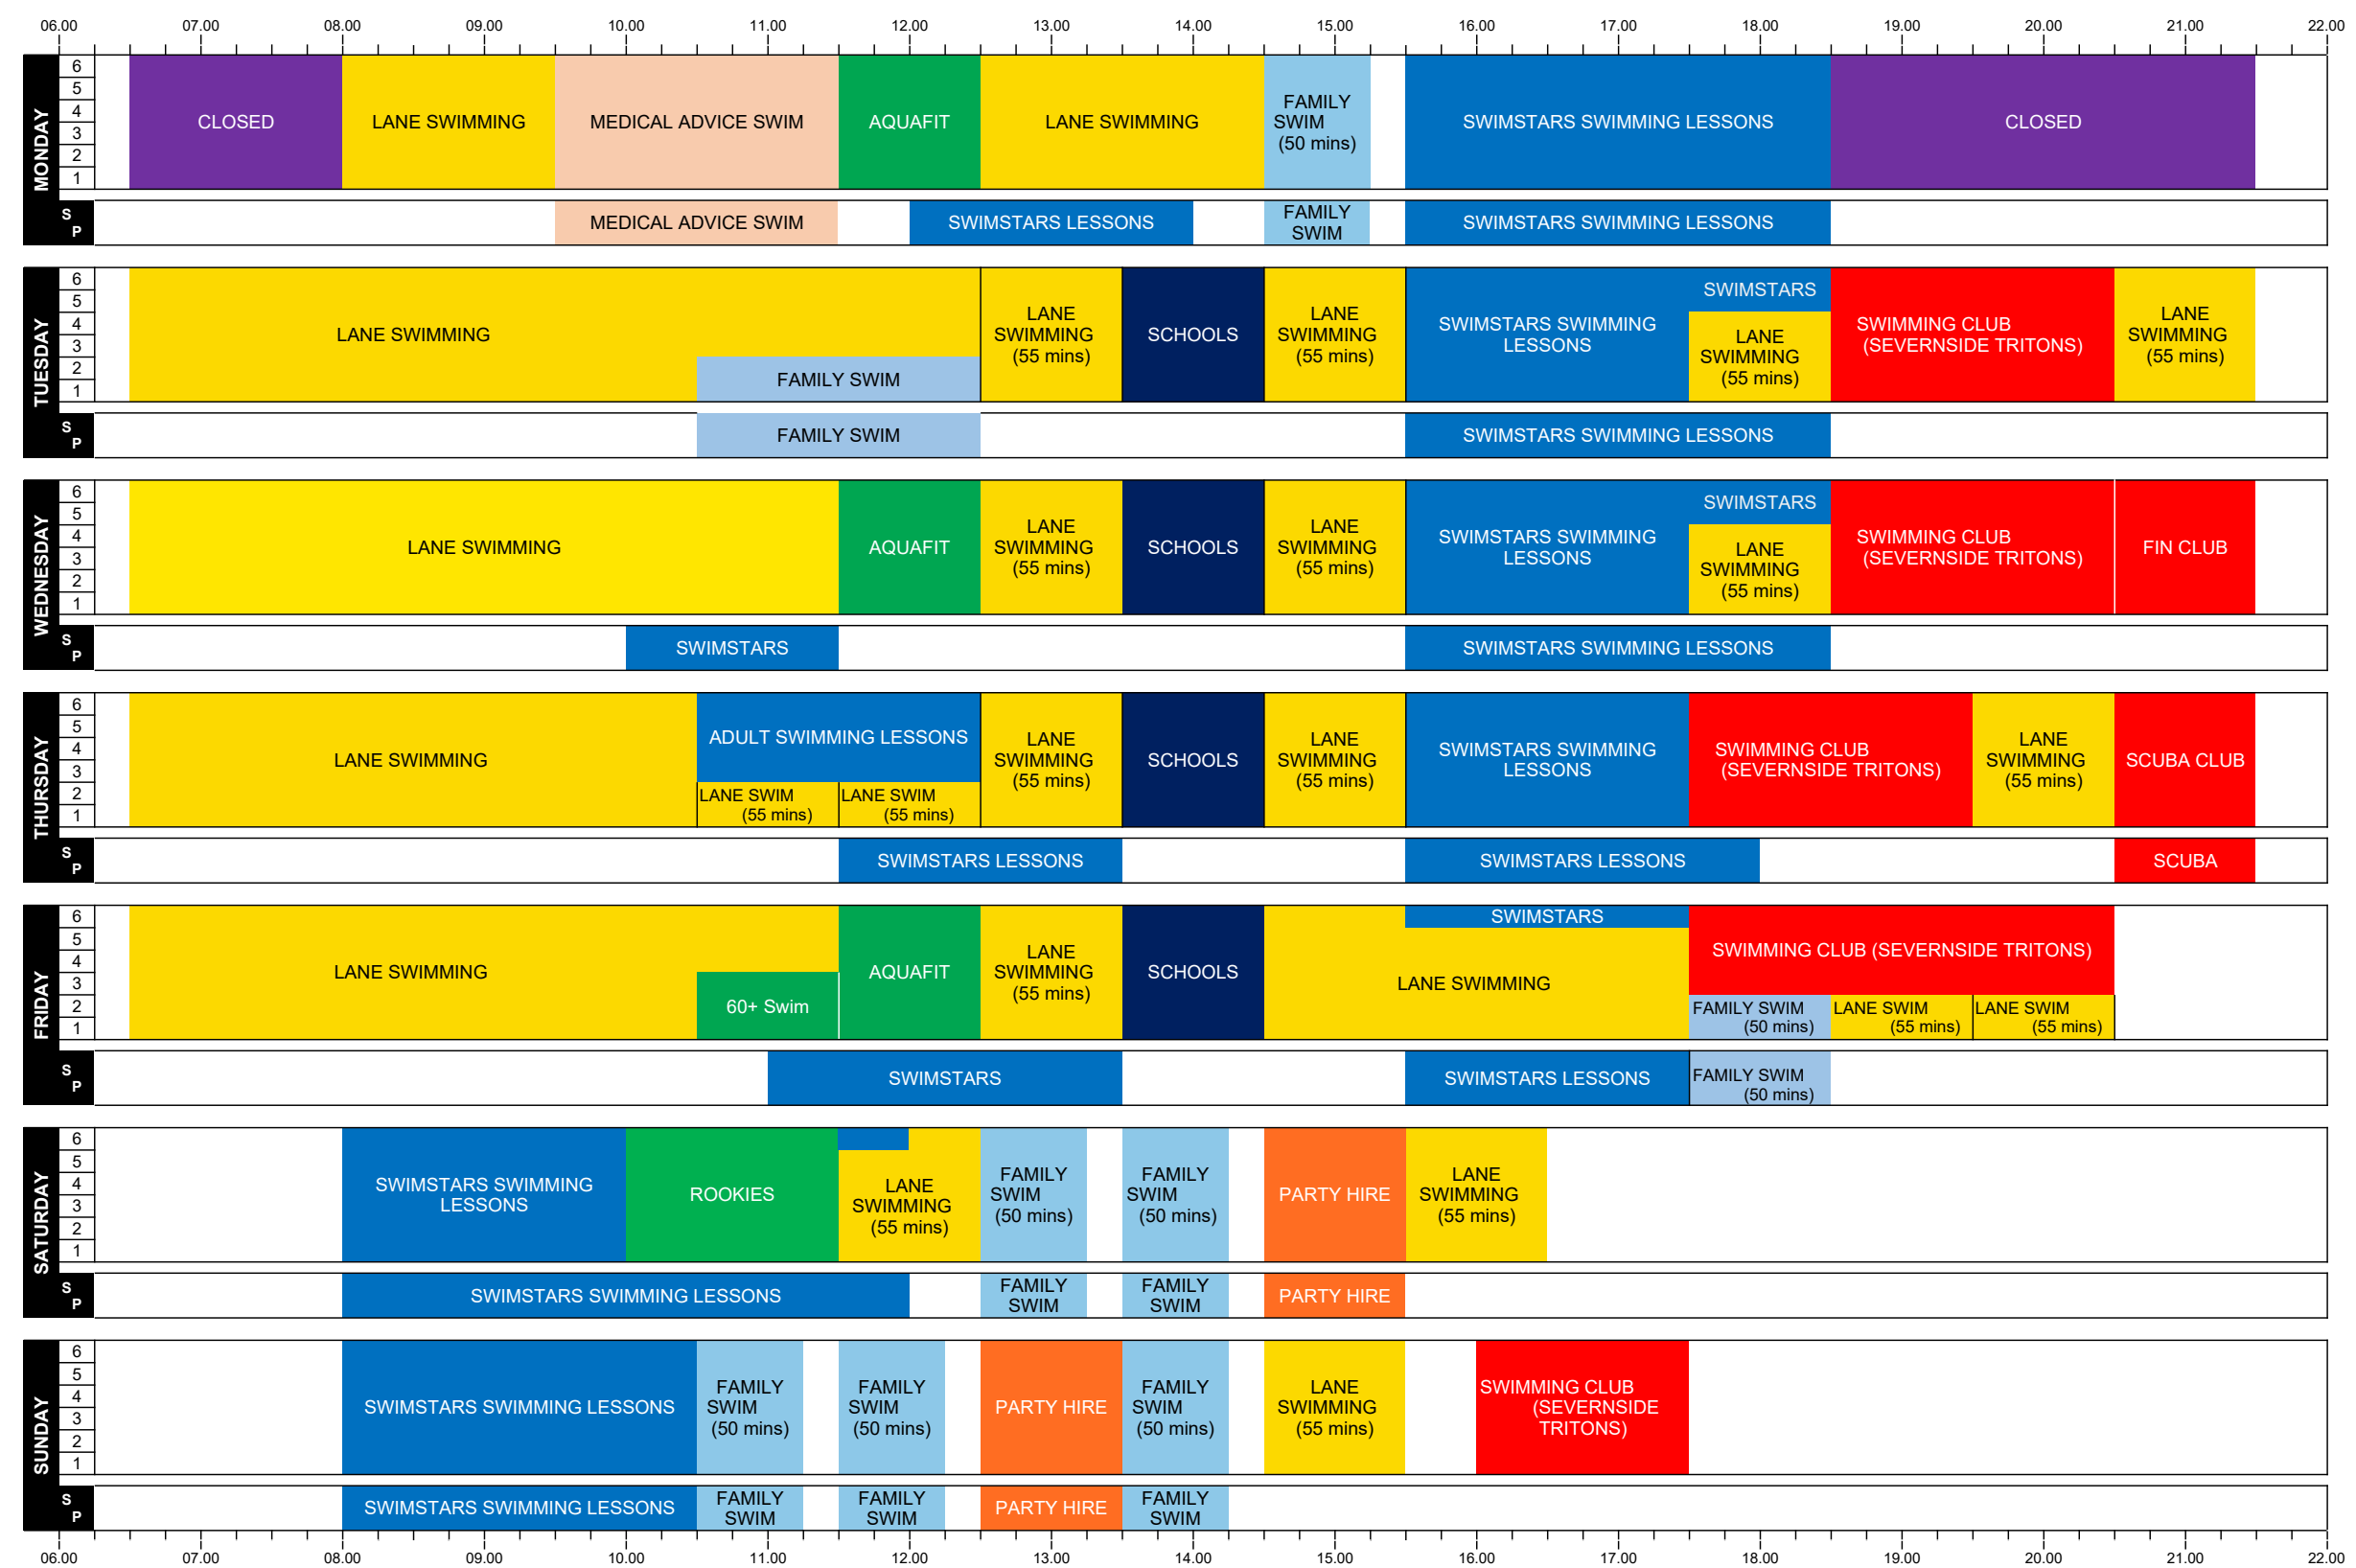 06.00 07.00 08.00 09.00 10.00 11.00 12.00 13.00 14.00 15.00 16.00 17.00 18.00 19.00 20.00 21.00 22.00
MONDAY
6
5
4
3
2
1
CLOSED
LANE SWIMMING
MEDICAL ADVICE SWIM
AQUAFIT
LANE SWIMMING
FAMILY
SWIM
(50 mins)
SWIMSTARS SWIMMING LESSONS
CLOSED
S
P
MEDICAL ADVICE SWIM
SWIMSTARS LESSONS
FAMILY
SWIM
SWIMSTARS SWIMMING LESSONS
TUESDAY
6
5
4
3
2
1
LANE SWIMMING
FAMILY SWIM
LANE
SWIMMING
(55 mins)
SCHOOLS
LANE
SWIMMING
(55 mins)
SWIMSTARS SWIMMING
LESSONS
SWIMSTARS
LANE
SWIMMING
(55 mins)
SWIMMING CLUB
(SEVERNSIDE TRITONS)
LANE
SWIMMING
(55 mins)
S
P
FAMILY SWIM
SWIMSTARS SWIMMING LESSONS
WEDNESDAY
6
5
4
3
2
1
LANE SWIMMING
AQUAFIT
LANE
SWIMMING
(55 mins)
SCHOOLS
LANE
SWIMMING
(55 mins)
SWIMSTARS SWIMMING
LESSONS
SWIMSTARS
LANE
SWIMMING
(55 mins)
SWIMMING CLUB
(SEVERNSIDE TRITONS)
FIN CLUB
S
P
SWIMSTARS
SWIMSTARS SWIMMING LESSONS
THURSDAY
6
5
4
3
2
1
LANE SWIMMING
ADULT SWIMMING LESSONS
LANE SWIM
(55 mins)
LANE SWIM
(55 mins)
LANE
SWIMMING
(55 mins)
SCHOOLS
LANE
SWIMMING
(55 mins)
SWIMSTARS SWIMMING
LESSONS
SWIMMING CLUB
(SEVERNSIDE TRITONS)
LANE
SWIMMING
(55 mins)
SCUBA CLUB
S
P
SWIMSTARS LESSONS
SWIMSTARS LESSONS
SCUBA
FRIDAY
6
5
4
3
2
1
LANE SWIMMING
60+ Swim
AQUAFIT
LANE
SWIMMING
(55 mins)
SCHOOLS
SWIMSTARS
LANE SWIMMING
SWIMMING CLUB (SEVERNSIDE TRITONS)
FAMILY SWIM
(50 mins)
LANE SWIM
(55 mins)
LANE SWIM
(55 mins)
S
P
SWIMSTARS
SWIMSTARS LESSONS
FAMILY SWIM
(50 mins)
SATURDAY
6
5
4
3
2
1
SWIMSTARS SWIMMING
LESSONS
ROOKIES
LANE
SWIMMING
(55 mins)
FAMILY
SWIM
(50 mins)
FAMILY
SWIM
(50 mins)
PARTY HIRE
LANE
SWIMMING
(55 mins)
S
P
SWIMSTARS SWIMMING LESSONS
FAMILY
SWIM
FAMILY
SWIM
PARTY HIRE
SUNDAY
6
5
4
3
2
1
SWIMSTARS SWIMMING LESSONS
FAMILY
SWIM
(50 mins)
FAMILY
SWIM
(50 mins)
PARTY HIRE
FAMILY
SWIM
(50 mins)
LANE
SWIMMING
(55 mins)
SWIMMING CLUB
(SEVERNSIDE
TRITONS)
S
P
SWIMSTARS SWIMMING LESSONS
FAMILY
SWIM
FAMILY
SWIM
PARTY HIRE
FAMILY
SWIM
06.00 07.00 08.00 09.00 10.00 11.00 12.00 13.00 14.00 15.00 16.00 17.00 18.00 19.00 20.00 21.00 22.00